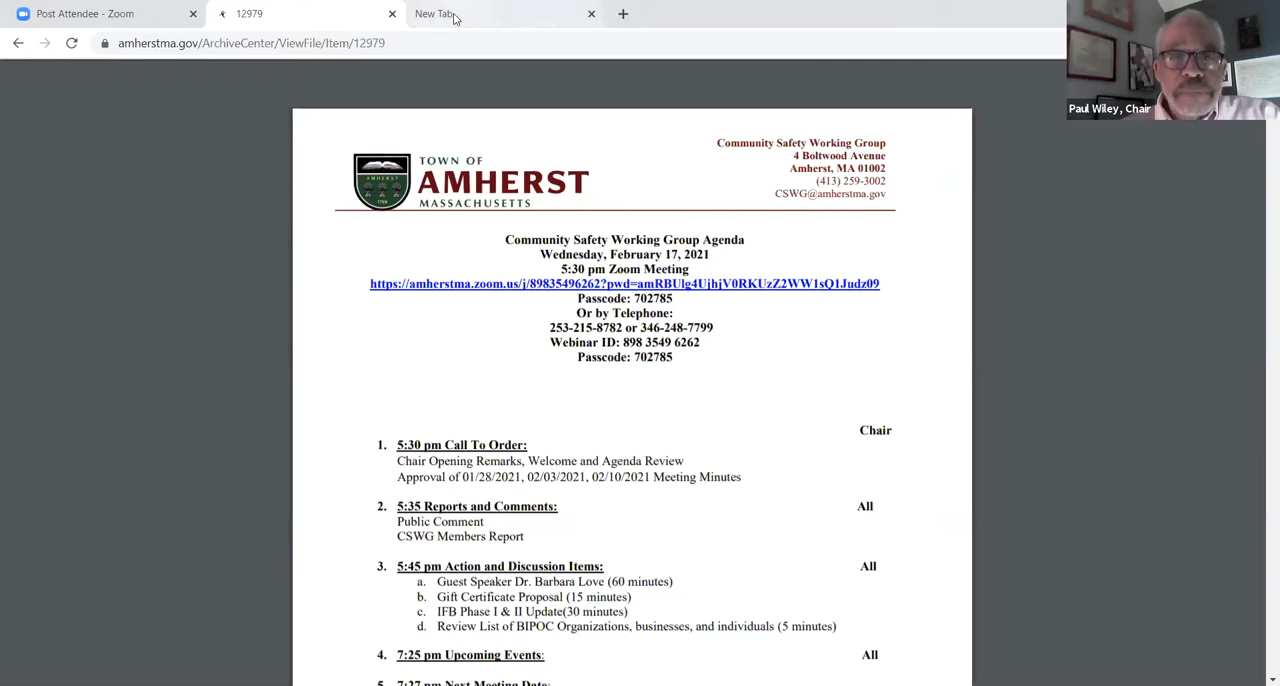 Post Attendee - Zoom
12979
New Tab
amherstma.gov/ArchiveCenter/ViewFile/Item/12979
Paul Wiley, Chair
TOWN OF
AMHERST
MASSACHUSETTS
Community Safety Working Group
4 Boltwood Avenue
Amherst, MA 01002
(413) 259-3002
CSWG@amherstma.gov
Community Safety Working Group Agenda
Wednesday, February 17, 2021
5:30 pm Zoom Meeting
https://amherstma.zoom.us/j/89835496262?pwd=amRBUlg4UjhjV0RKUzZ2WW1sQ1Judz09
Passcode: 702785
Or by Telephone:
253-215-8782 or 346-248-7799
Webinar ID: 898 3549 6262
Passcode: 702785
Chair
1. 5:30 pm Call To Order:
Chair Opening Remarks, Welcome and Agenda Review
Approval of 01/28/2021, 02/03/2021, 02/10/2021 Meeting Minutes
2. 5:35 Reports and Comments: All
Public Comment
CSWG Members Report
3. 5:45 pm Action and Discussion Items: All
a. Guest Speaker Dr. Barbara Love (60 minutes)
b. Gift Certificate Proposal (15 minutes)
c. IFB Phase I & II Update(30 minutes)
d. Review List of BIPOC Organizations, businesses, and individuals (5 minutes)
4. 7:25 pm Upcoming Events: All
5. 7:27 pm Next Meeting Date: